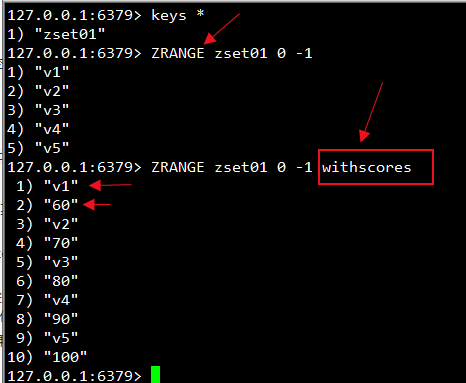 127.0.0.1:6379> keys *
1) "zset01"
127.0.0.1:6379> ZRANGE zset01 0 -1
1) "v1"
2) "v2"
3) "v3"
4) "v4"
5) "v5"
127.0.0.1:6379> ZRANGE zset01 0 -1 withscores
 1) "v1"
 2) "60"
 3) "v2"
 4) "70"
 5) "v3"
 6) "80"
 7) "v4"
 8) "90"
 9) "v5"
10) "100"
127.0.0.1:6379>